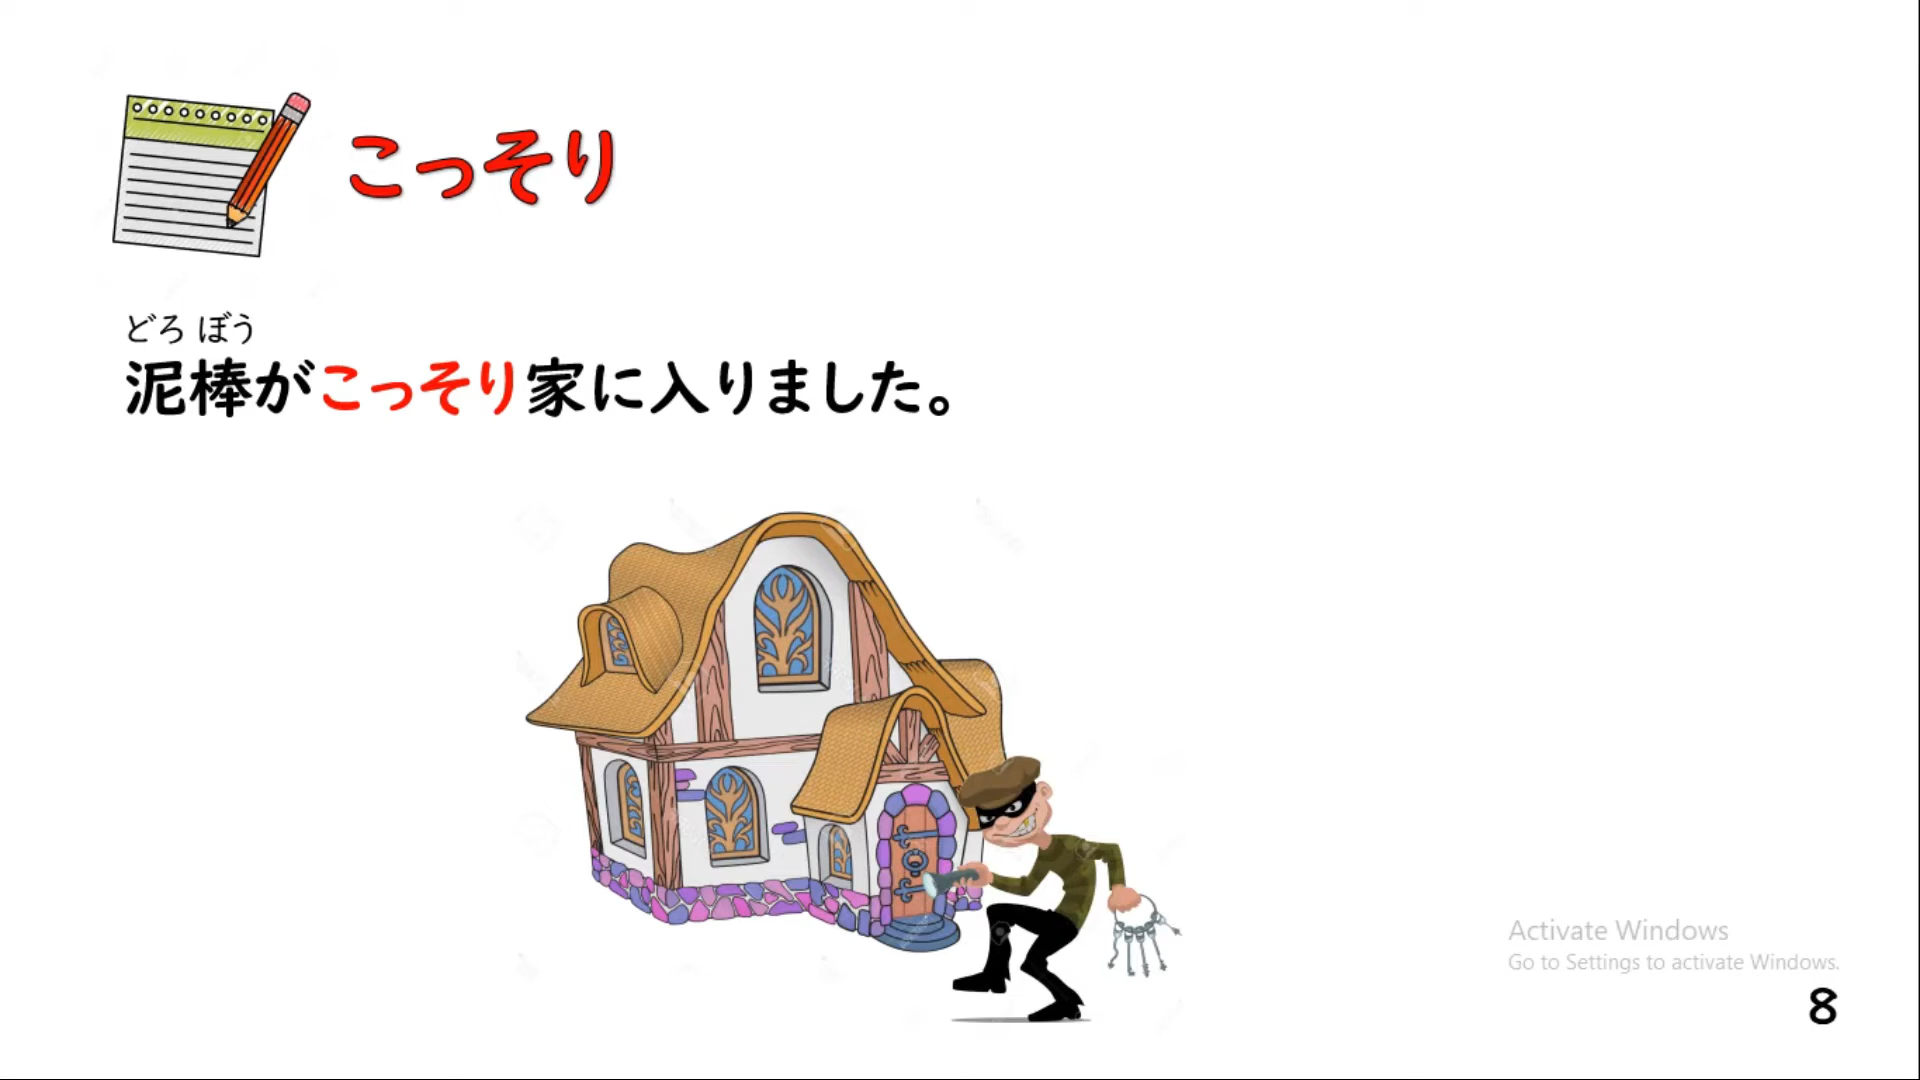 こっそり
どろ ぼう
泥棒がこっそり家に入りました。
Activate Windows
Go to Settings to activate Windows.
8